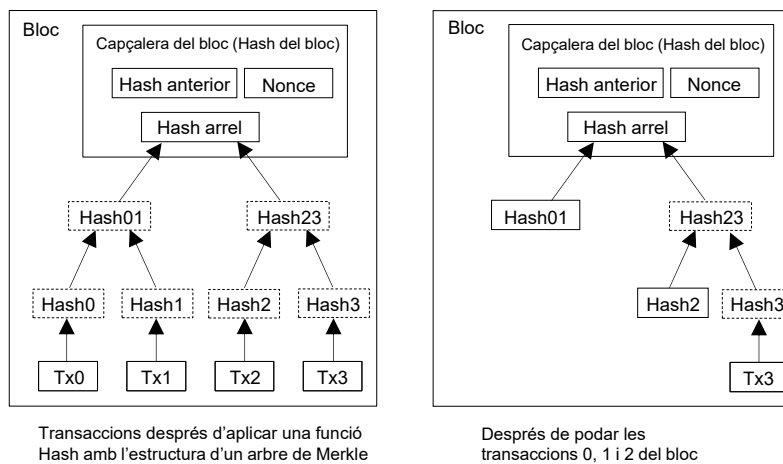 Bloc
Capçalera del bloc (Hash del bloc)
Hash anterior
Nonce
Hash arrel
Hash01
Hash23
Hash0
Hash1
Hash2
Hash3
Tx0
Tx1
Tx2
Tx3
Transaccions després d'aplicar una funció
Hash amb l'estructura d'un arbre de Merkle
Bloc
Capçalera del bloc (Hash del bloc)
Hash anterior
Nonce
Hash arrel
Hash01
Hash23
Hash2
Hash3
Tx3
Després de podar les
transaccions 0, 1 i 2 del bloc